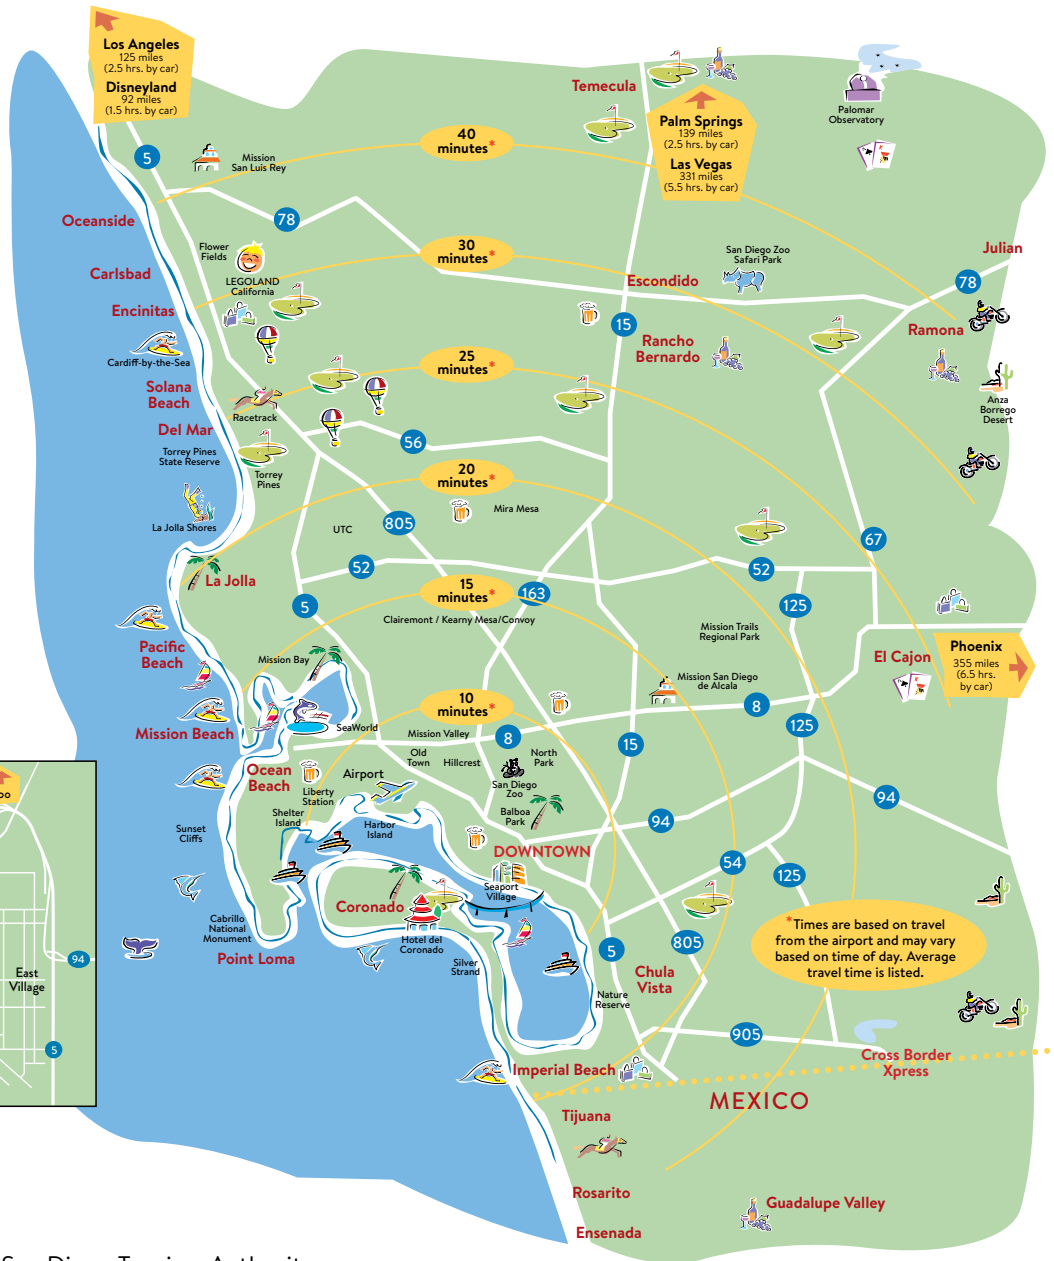 Los Angeles
125 miles
(2.5 hrs. by car)
Disneyland
92 miles
(1.5 hrs. by car)
Temecula
Palomar
Observatory
Palm Springs
139 miles
(2.5 hrs. by car)
Las Vegas
331 miles
(5.5 hrs. by car)
40
minutes*
5
Mission
San Luis Rey
Oceanside
78
30
minutes*
Flower
Fields
San Diego Zoo
Safari Park
Julian
Carlsbad
LEGOLAND
California
Escondido
78
Encinitas
15
Rancho
Bernardo
Ramona
Cardiff-by-the-Sea
25
minutes*
Solana
Beach
Racetrack
Anza
Borrego
Desert
Del Mar
56
Torrey Pines
State Reserve
Torrey
Pines
20
minutes*
Mira Mesa
La Jolla Shores
UTC
805
67
52
52
La Jolla
15
minutes*
163
5
125
Clairemont / Kearny Mesa/Convoy
Mission Trails
Regional Park
Pacific
Beach
Mission Bay
El Cajon
Phoenix
355 miles
(6.5 hrs.
by car)
Mission San Diego
de Alcala
10
minutes*
8
Mission Beach
SeaWorld
Mission Valley
8
15
125
Old
Town
Hillcrest
North
Park
Ocean
Beach
Airport
San Diego
Zoo
Liberty
Station
94
Shelter
Island
Harbor
Island
Balboa
Park
94
Sunset
Cliffs
DOWNTOWN
54
125
Seaport
Village
Coronado
Cabrillo
National
Monument
Hotel del
Coronado
*Times are based on travel
from the airport and may vary
based on time of day. Average
travel time is listed.
Point Loma
Silver
Strand
5
805
Chula
Vista
94
East
Village
Nature
Reserve
5
905
Imperial Beach
Cross Border
Xpress
MEXICO
Tijuana
Rosarito
Guadalupe Valley
Ensenada